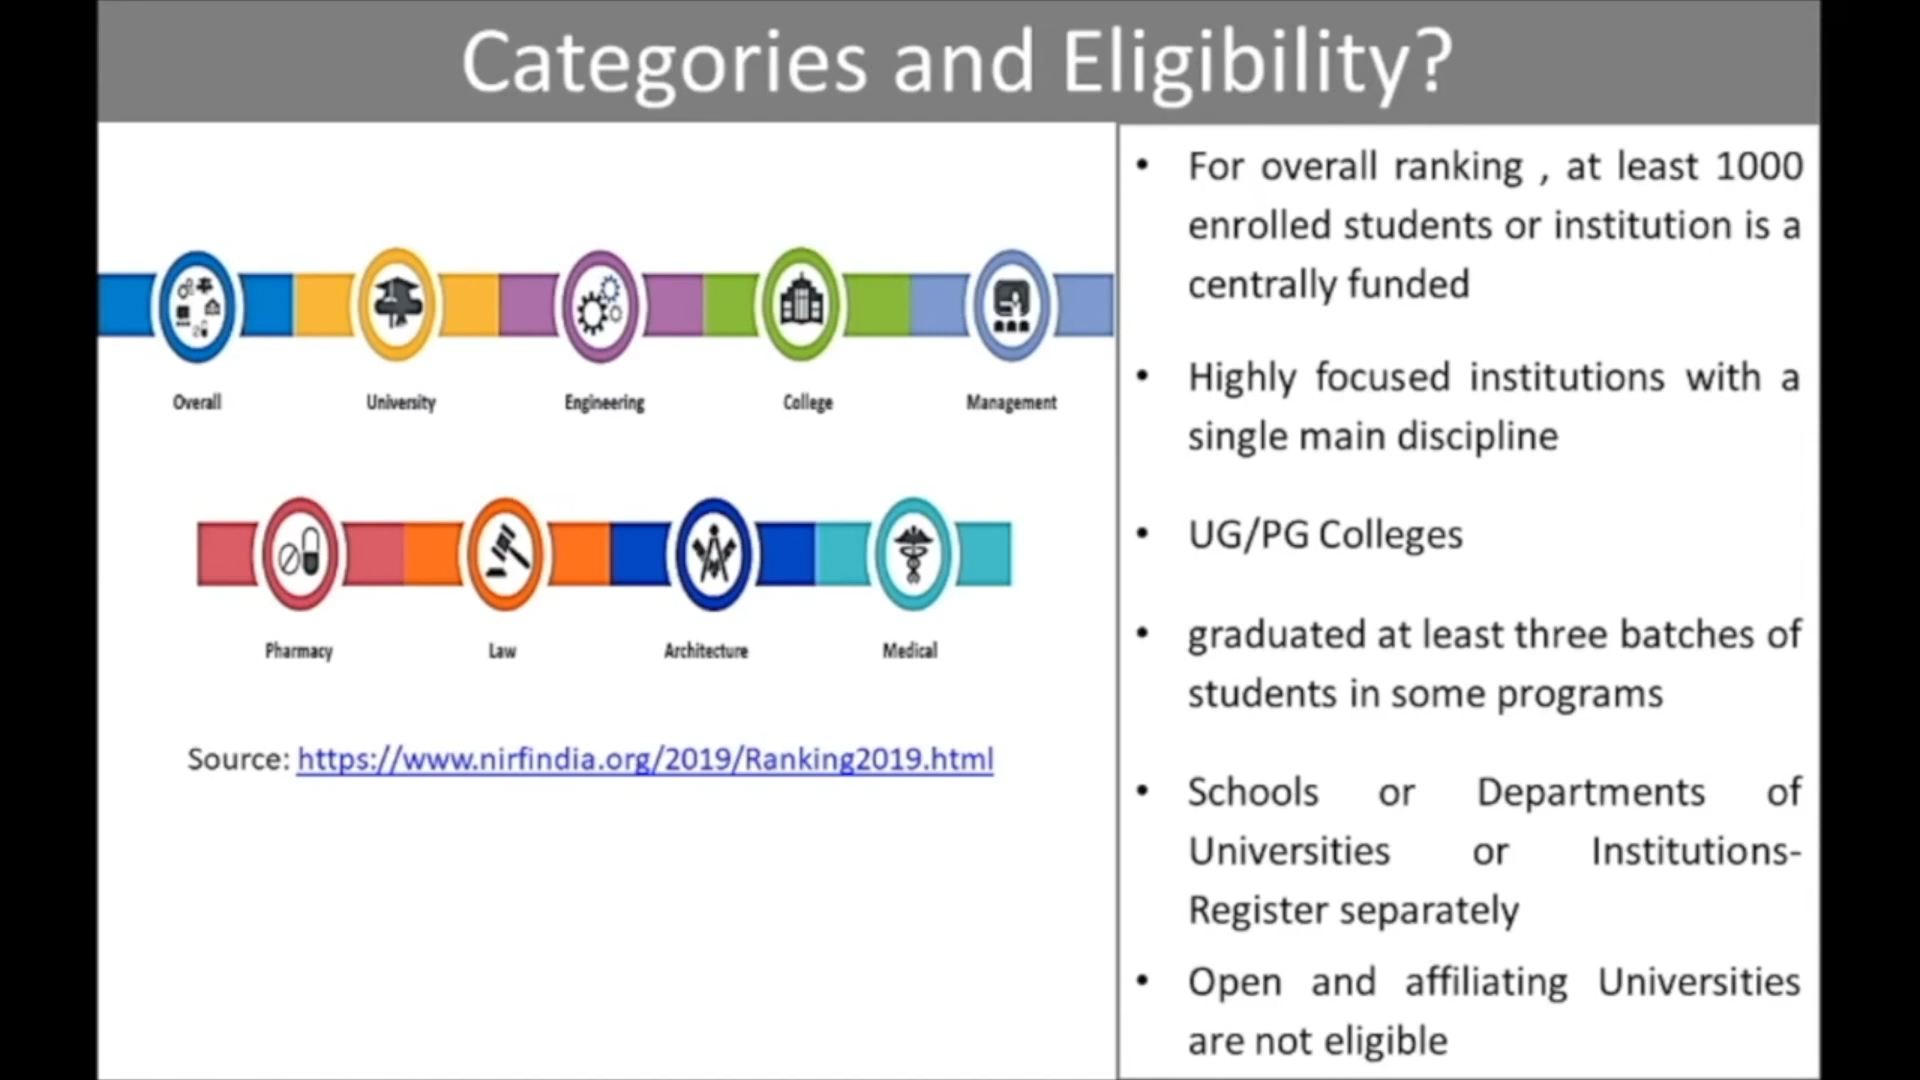 Categories and Eligibility?
Overall
University
Engineering
College
Management
Pharmacy
Law
Architecture
Medical
Source: https://www.nirfindia.org/2019/Ranking2019.html
• For overall ranking , at least 1000
enrolled students or institution is a
centrally funded
• Highly focused institutions with a
single main discipline
• UG/PG Colleges
• graduated at least three batches of
students in some programs
• Schools or Departments of
Universities or Institutions-
Register separately
• Open and affiliating Universities
are not eligible